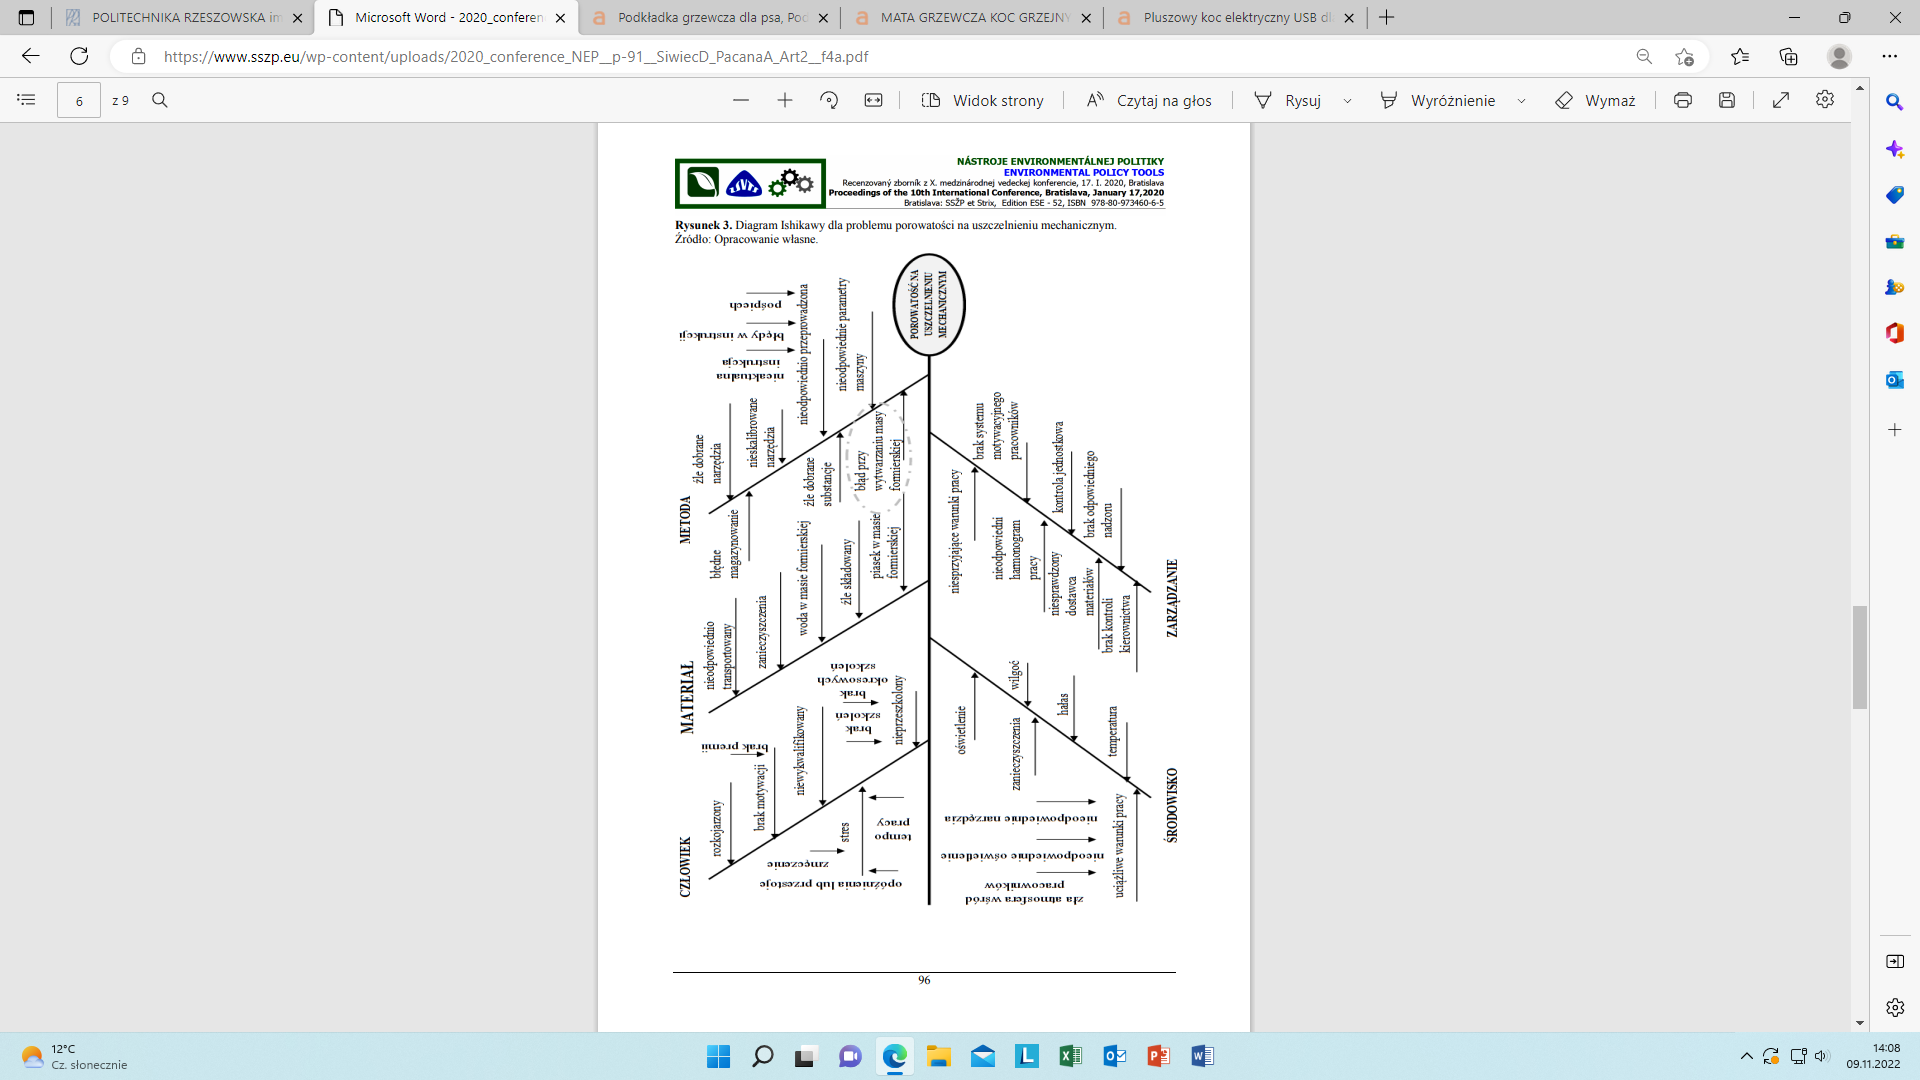 POLITECHNIKA RZESZOWSKA im
Microsoft Word - 2020_conferen
Podkładka grzewcza dla psa, Pod
MATA GRZEWCZA KOC GRZEJNY
Pluszowy koc elektryczny USB dl
https://www.sszp.eu/wp-content/uploads/2020_conference_NEP__p-91__SiwiecD_PacanaA_Art2__f4a.pdf
6
z 9
Widok strony
Czytaj na głos
Rysuj
Wyróżnienie
Wymaż
NÁSTROJE ENVIRONMENTÁLNEJ POLITIKY
ENVIRONMENTAL POLICY TOOLS
Recenzovaný zborník z X. medzinárodnej vedeckej konferencie, 17. I. 2020, Bratislava
Proceedings of the 10th International Conference, Bratislava, January 17,2020
Bratislava: SSŽP et Strix, Edition ESE - 52, ISBN 978-80-973460-6-5
Rysunek 3. Diagram Ishikawy dla problemu porowatości na uszczelnieniu mechanicznym.
Źródło: Opracowanie własne.
POROWATOŚĆ NA
USZCZELNIENIU
MECHANICZNYM
METODA
źle dobrane
narzędzia
nieskalibrowane
narzędzia
nieaktualna
instrukcja
błędy w instrukcji
pośpiech
nieodpowiednio przeprowadzona
nieodpowiednie parametry
maszyny
błędne
magazynowanie
źle dobrane
substancje
błąd przy
wytwarzaniu masy
formierskiej
MATERIAŁ
nieodpowiednio
transportowany
zanieczyszczenia
woda w masie formierskiej
źle składowany
piasek w masie
formierskiej
CZŁOWIEK
rozkojarzony
brak motywacji
brak premii
niewykwalifikowany
brak
szkoleń
brak
okresowych
szkoleń
nieprzeszkolony
stres
zmęczenie
tempo
pracy
opóźnienia lub przestoje
ZARZĄDZANIE
niesprzyjające warunki pracy
brak systemu
motywacyjnego
pracowników
nieodpowiedni
harmonogram
pracy
kontrola jednostkowa
niesprawdzony
dostawca
materiałów
brak odpowiedniego
nadzoru
brak kontroli
kierownictwa
ŚRODOWISKO
oświetlenie
wilgoć
zanieczyszczenia
hałas
temperatura
uciążliwe warunki pracy
nieodpowiednie narzędzia
nieodpowiednie oświetlenie
zła atmosfera wśród
pracowników
96
12°C
Cz. słonecznie
14:08
09.11.2022